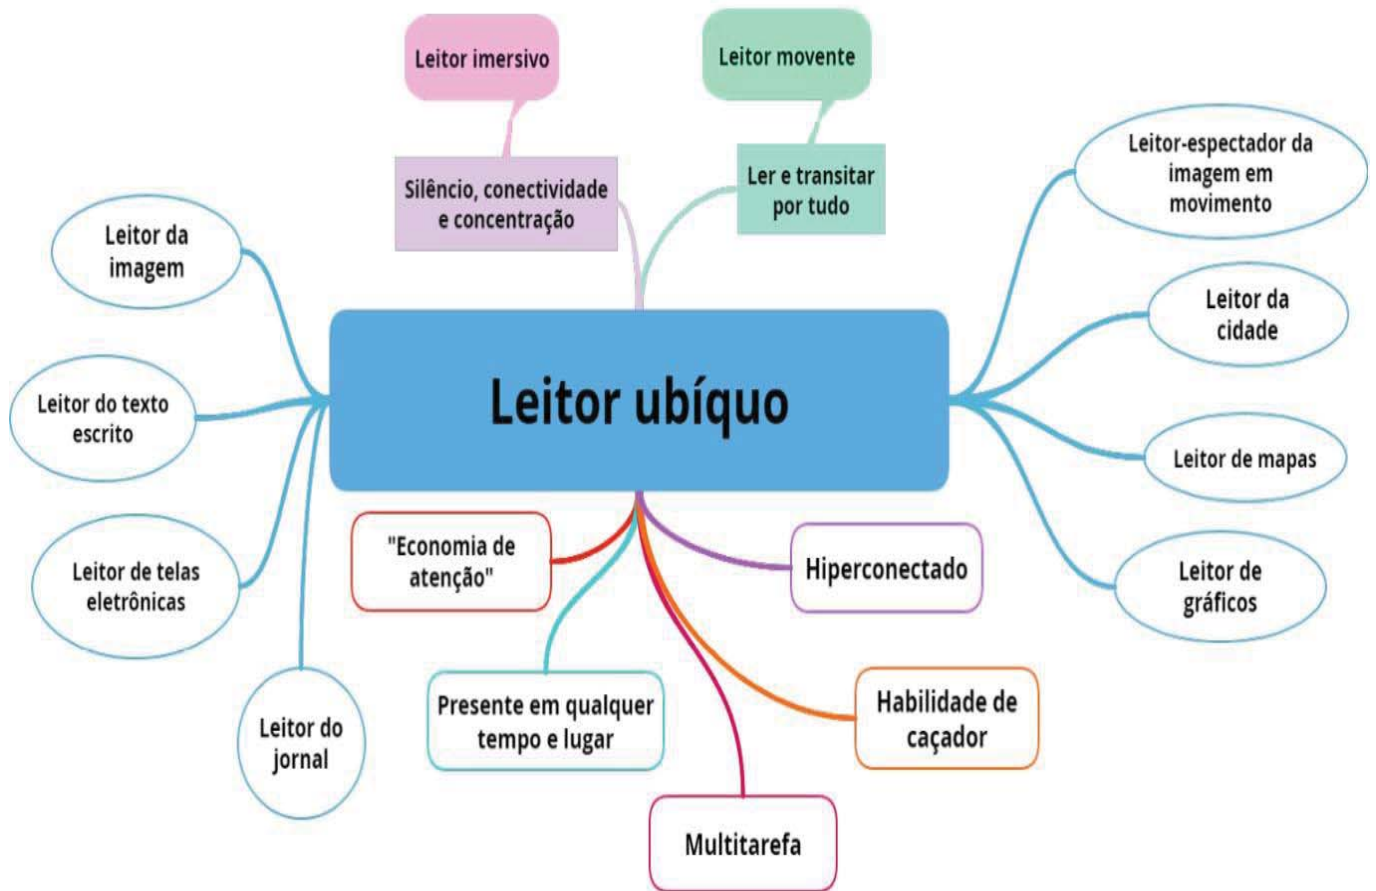 Leitor imersivo
Leitor movente
Silêncio, conectividade
e concentração
Ler e transitar
por tudo
Leitor da
imagem
Leitor do texto
escrito
Leitor de telas
eletrônicas
Leitor do
jornal
Leitor ubíquo
Leitor-espectador da
imagem em
movimento
Leitor da
cidade
Leitor de mapas
Leitor de
gráficos
"Economia de
atenção"
Hiperconectado
Presente em qualquer
tempo e lugar
Habilidade de
caçador
Multitarefa